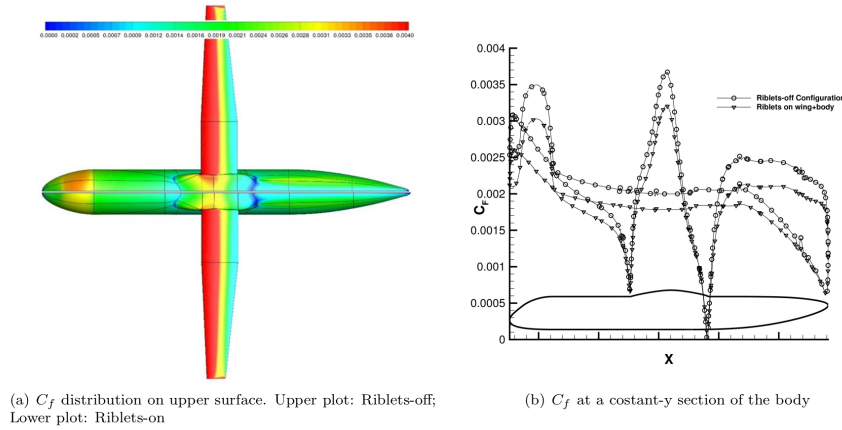 0.0000 0.0002 0.0005 0.0007 0.0009 0.0012 0.0014 0.0016 0.0019 0.0021 0.0024 0.0026 0.0028 0.0031 0.0033 0.0035 0.0038 0.0040
0.004
0.0035
0.003
0.0025
0.002
0.0015
0.001
0.0005
0
C_F
X
Riblets-off Configuration
Riblets on wing+body
(a) C_f distribution on upper surface. Upper plot: Riblets-off;
Lower plot: Riblets-on
(b) C_f at a costant-y section of the body